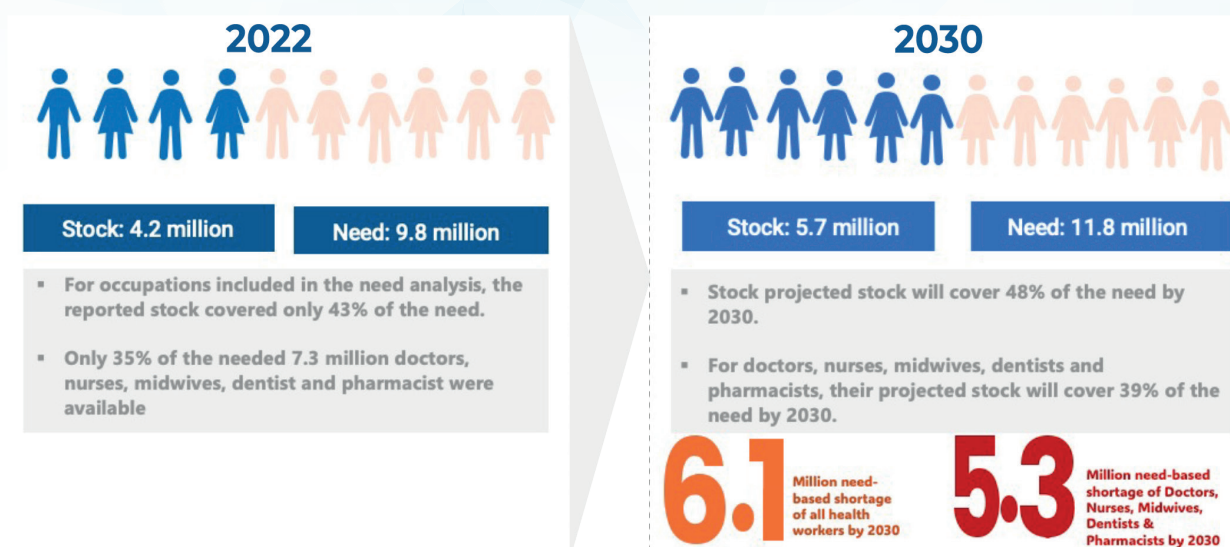 2022
Stock: 4.2 million
Need: 9.8 million
▪ For occupations included in the need analysis, the
reported stock covered only 43% of the need.
▪ Only 35% of the needed 7.3 million doctors,
nurses, midwives, dentist and pharmacist were
available
2030
Stock: 5.7 million
Need: 11.8 million
▪ Stock projected stock will cover 48% of the need by
2030.
▪ For doctors, nurses, midwives, dentists and
pharmacists, their projected stock will cover 39% of the
need by 2030.
6.1
Million need-
based shortage
of all health
workers by 2030
5.3
Million need-based
shortage of Doctors,
Nurses, Midwives,
Dentists &
Pharmacists by 2030